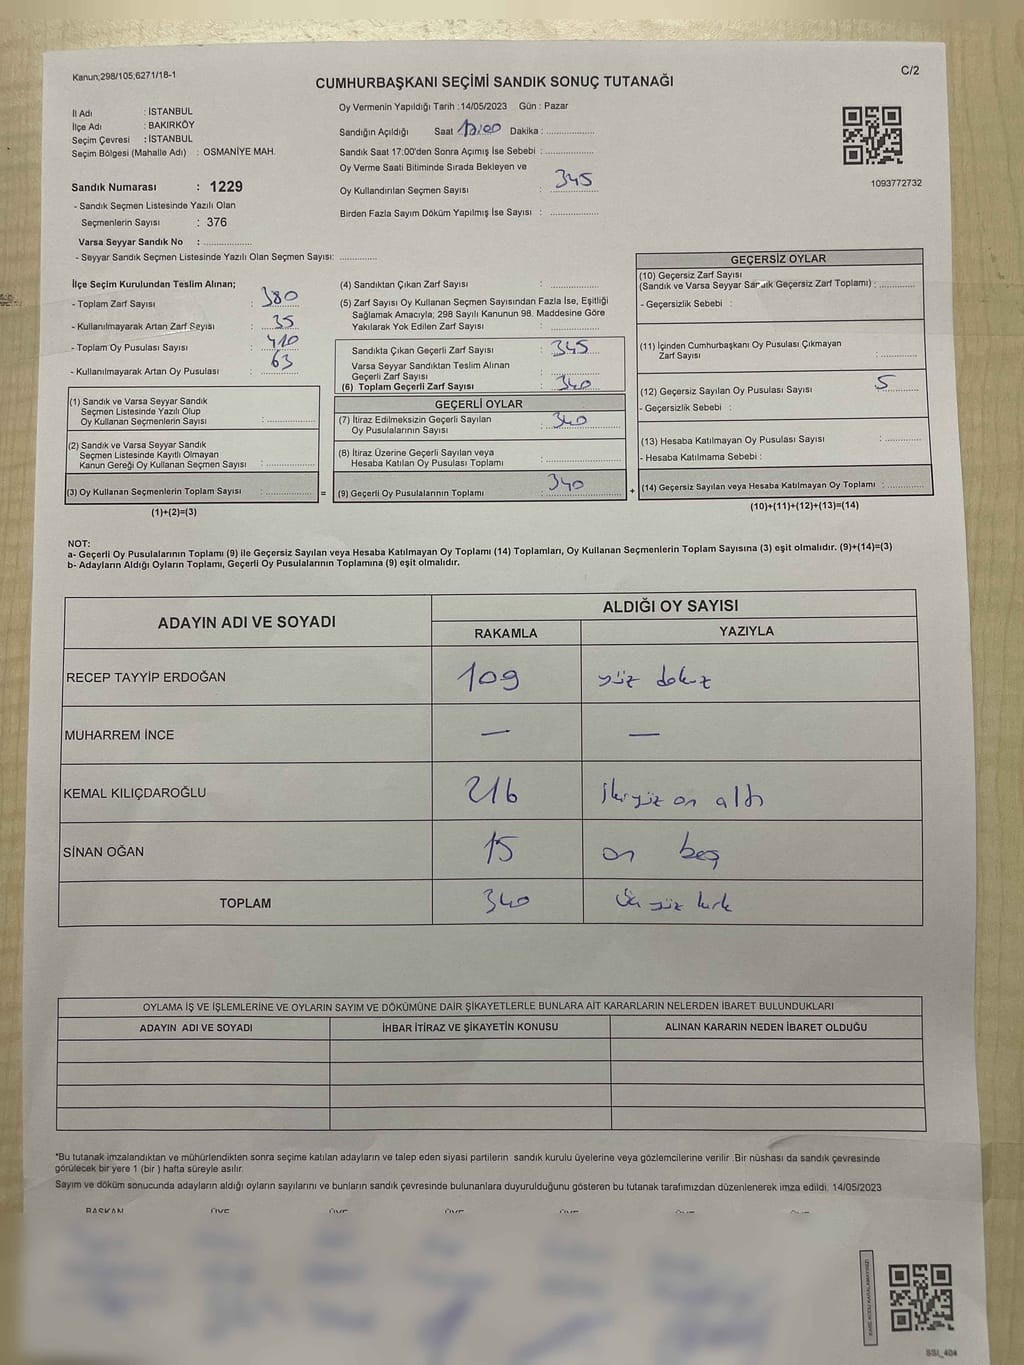 Kanun;298/105,6271/18-1
C/2
CUMHURBAŞKANI SEÇİMİ SANDIK SONUÇ TUTANAĞI
İl Adı : İSTANBUL
İlçe Adı : BAKIRKÖY
Seçim Çevresi : İSTANBUL
Seçim Bölgesi (Mahalle Adı) : OSMANİYE MAH.
Sandık Numarası : 1229
- Sandık Seçmen Listesinde Yazılı Olan
Seçmenlerin Sayısı : 376
Varsa Seyyar Sandık No : ..................
- Seyyar Sandık Seçmen Listesinde Yazılı Olan Seçmen Sayısı: ..............
Oy Vermenin Yapıldığı Tarih :14/05/2023 Gün : Pazar
Sandığın Açıldığı Saat Dakika : ..................
Sandık Saat 17:00'den Sonra Açımış İse Sebebi : ..................
Oy Verme Saati Bitiminde Sırada Bekleyen ve
Oy Kullandırılan Seçmen Sayısı : 345
Birden Fazla Sayım Döküm Yapılmış İse Sayısı : ..................
1093772732
İlçe Seçim Kurulundan Teslim Alınan;
- Toplam Zarf Sayısı : 380
- Kullanılmayarak Artan Zarf Sayısı : 35
- Toplam Oy Pusulası Sayısı : 410
- Kullanılmayarak Artan Oy Pusulası : 63
(1) Sandık ve Varsa Seyyar Sandık
Seçmen Listesinde Yazılı Olup
Oy Kullanan Seçmenlerin Sayısı : ..................
(2) Sandık ve Varsa Seyyar Sandık
Seçmen Listesinde Kayıtlı Olmayan
Kanun Gereği Oy Kullanan Seçmen Sayısı : ..................
(3) Oy Kullanan Seçmenlerin Toplam Sayısı : ..................
(1)+(2)=(3)
=
(4) Sandıktan Çıkan Zarf Sayısı : ..................
(5) Zarf Sayısı Oy Kullanan Seçmen Sayısından Fazla İse, Eşitliği
Sağlamak Amacıyla; 298 Sayılı Kanunun 98. Maddesine Göre
Yakılarak Yok Edilen Zarf Sayısı : ..................
Sandıkta Çıkan Geçerli Zarf Sayısı : 345
Varsa Seyyar Sandıktan Teslim Alınan
Geçerli Zarf Sayısı : ..................
(6) Toplam Geçerli Zarf Sayısı : 340
GEÇERLİ OYLAR
(7) İtiraz Edilmeksizin Geçerli Sayılan
Oy Pusulalarının Sayısı : 340
(8) İtiraz Üzerine Geçerli Sayılan veya
Hesaba Katılan Oy Pusulası Toplamı : ..................
(9) Geçerli Oy Pusulalarının Toplamı : 340
+
GEÇERSİZ OYLAR
(10) Geçersiz Zarf Sayısı
(Sandık ve Varsa Seyyar Sandık Geçersiz Zarf Toplamı) : ............
- Geçersizlik Sebebi :
(11) İçinden Cumhurbaşkanı Oy Pusulası Çıkmayan
Zarf Sayısı : ............
(12) Geçersiz Sayılan Oy Pusulası Sayısı : 5
- Geçersizlik Sebebi :
(13) Hesaba Katılmayan Oy Pusulası Sayısı : ............
- Hesaba Katılmama Sebebi :
(14) Geçersiz Sayılan veya Hesaba Katılmayan Oy Toplamı : ............
(10)+(11)+(12)+(13)=(14)
NOT:
a- Geçerli Oy Pusulalarının Toplamı (9) ile Geçersiz Sayılan veya Hesaba Katılmayan Oy Toplamı (14) Toplamları, Oy Kullanan Seçmenlerin Toplam Sayısına (3) eşit olmalıdır. (9)+(14)=(3)
b- Adayların Aldığı Oyların Toplamı, Geçerli Oy Pusulalarının Toplamına (9) eşit olmalıdır.
ADAYIN ADI VE SOYADI
ALDIĞI OY SAYISI
RAKAMLA YAZIYLA
RECEP TAYYİP ERDOĞAN 109 yüz dokuz
MUHARREM İNCE — —
KEMAL KILIÇDAROĞLU 216 İkiyüz on altı
SİNAN OĞAN 15 on beş
TOPLAM 340 Üç yüz kırk
OYLAMA İŞ VE İŞLEMLERİNE VE OYLARIN SAYIM VE DÖKÜMÜNE DAİR ŞİKAYETLERLE BUNLARA AİT KARARLARIN NELERDEN İBARET BULUNDUKLARI
ADAYIN ADI VE SOYADI İHBAR İTİRAZ VE ŞİKAYETİN KONUSU ALINAN KARARIN NEDEN İBARET OLDUĞU
*Bu tutanak imzalandıktan ve mühürlendikten sonra seçime katılan adayların ve talep eden siyasi partilerin sandık kurulu üyelerine veya gözlemcilerine verilir .Bir nüshası da sandık çevresinde
görülecek bir yere 1 (bir ) hafta süreyle asılır.
Sayım ve döküm sonucunda adayların aldığı oyların sayılarını ve bunların sandık çevresinde bulunanlara duyurulduğunu gösteren bu tutanak tarafımızdan düzenlenerek imza edildi. 14/05/2023
BAŞKAN ÜYE ÜYE ÜYE ÜYE ÜYE ÜYE
SSI_404